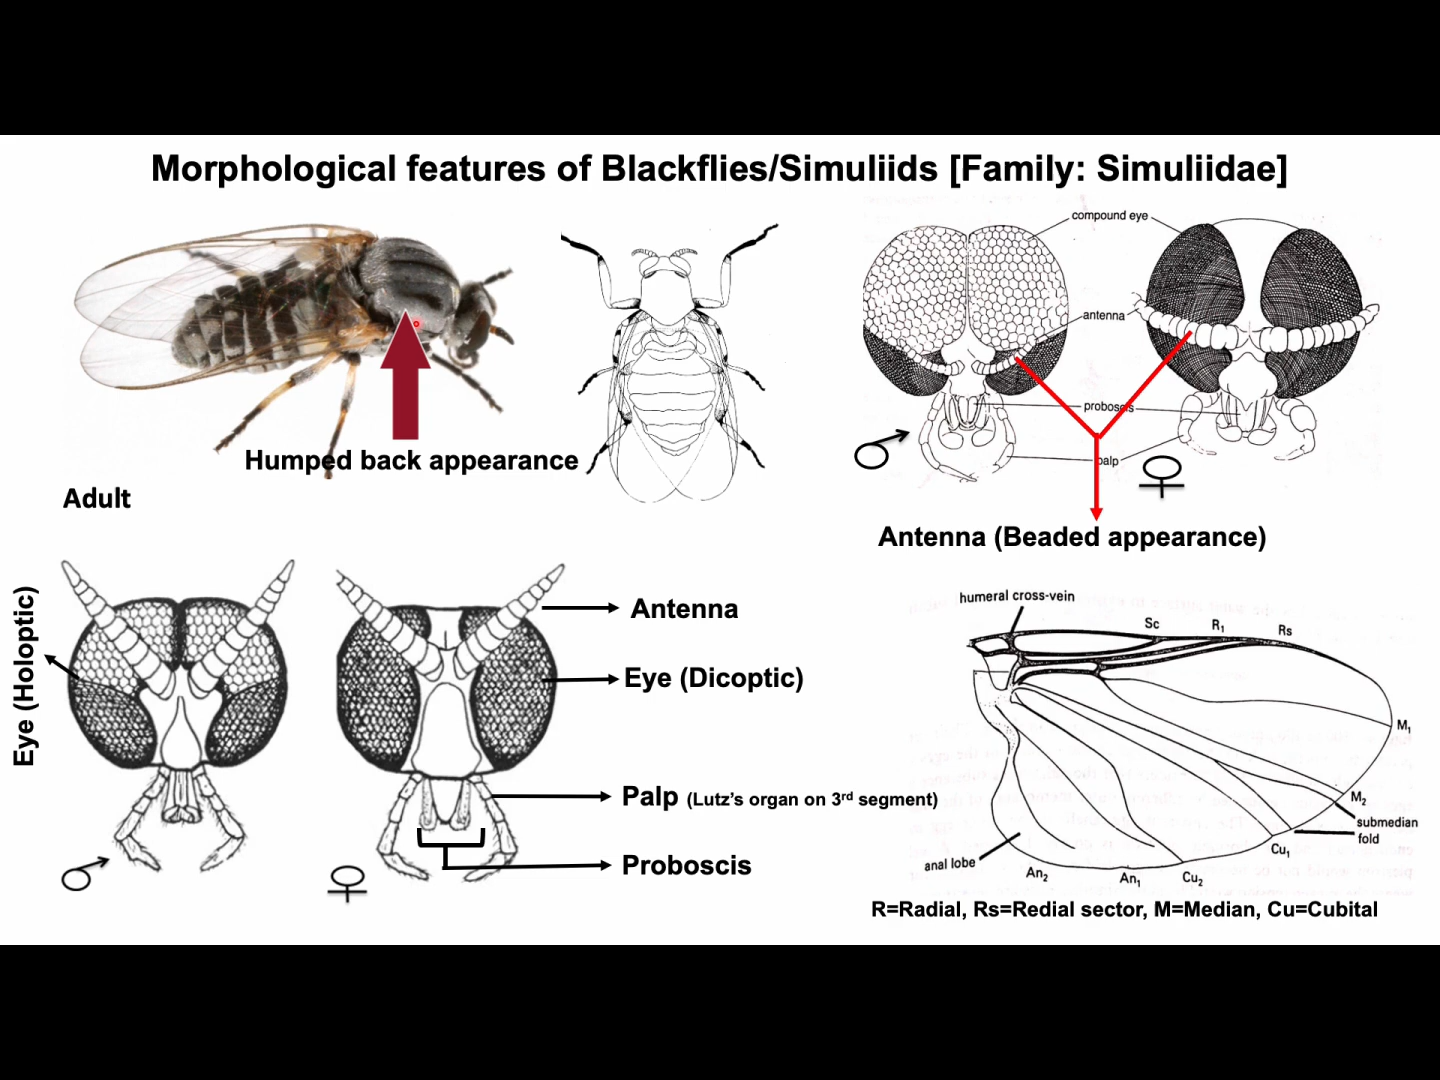 Morphological features of Blackflies/Simuliids [Family: Simuliidae]
Humped back appearance
Adult
compound eye
antenna
proboscis
palp
Antenna (Beaded appearance)
Eye (Holoptic)
Antenna
Eye (Dicoptic)
Palp (Lutz's organ on 3rd segment)
Proboscis
humeral cross-vein
Sc
R1
Rs
M1
M2
submedian
fold
Cu1
Cu2
An1
An2
anal lobe
R=Radial, Rs=Redial sector, M=Median, Cu=Cubital